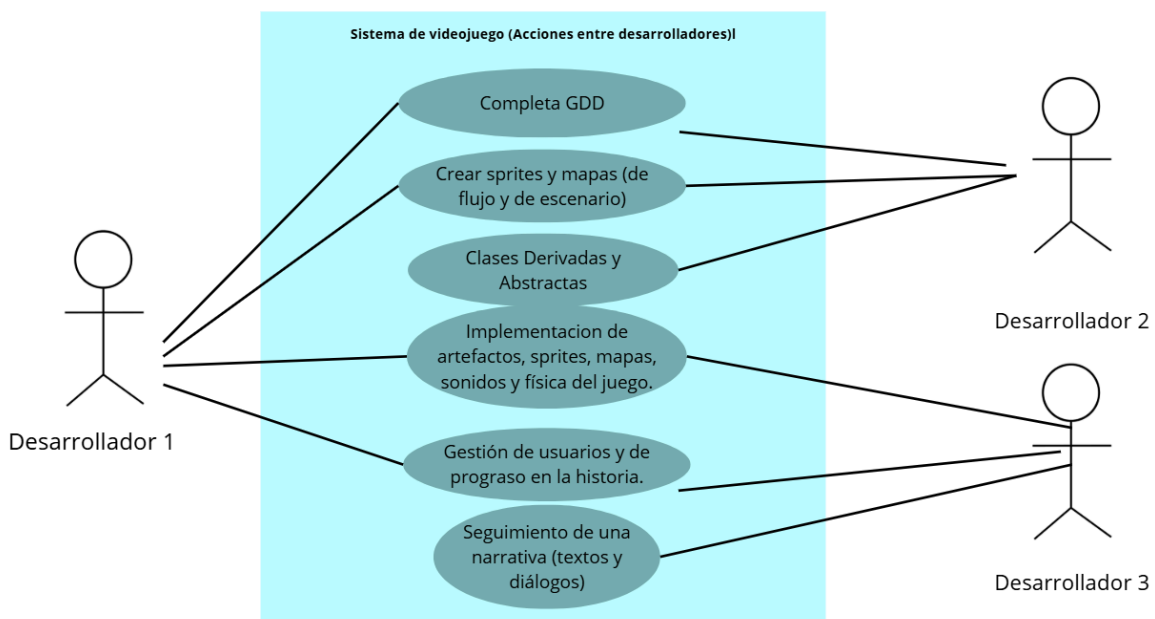 Sistema de videojuego (Acciones entre desarrolladores)l
Completa GDD
Crear sprites y mapas (de
flujo y de escenario)
Clases Derivadas y
Abstractas
Implementacion de
artefactos, sprites, mapas,
sonidos y física del juego.
Gestión de usuarios y de
prograso en la historia.
Seguimiento de una
narrativa (textos y
diálogos)
Desarrollador 1
Desarrollador 2
Desarrollador 3